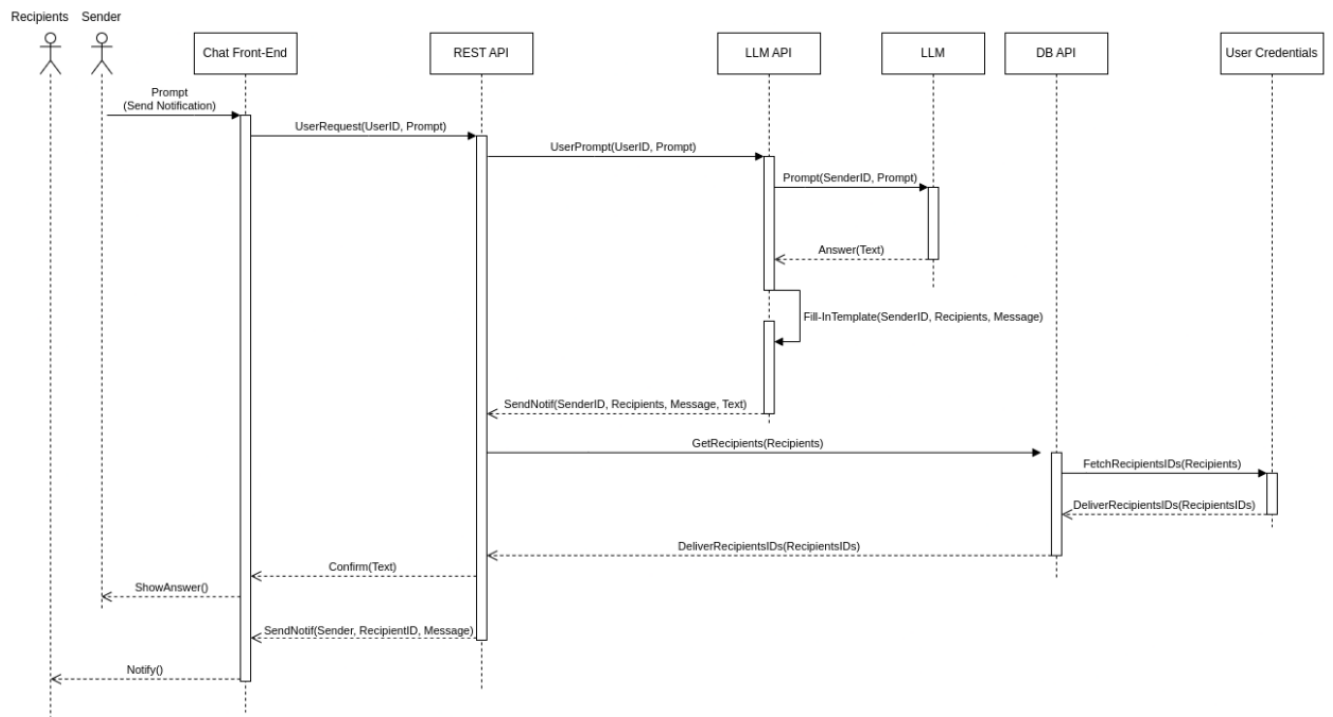 Recipients
Sender
Chat Front-End
REST API
LLM API
LLM
DB API
User Credentials
Prompt
(Send Notification)
UserRequest(UserID, Prompt)
UserPrompt(UserID, Prompt)
Prompt(SenderID, Prompt)
Answer(Text)
Fill-InTemplate(SenderID, Recipients, Message)
SendNotif(SenderID, Recipients, Message, Text)
GetRecipients(Recipients)
FetchRecipientsIDs(Recipients)
DeliverRecipientsIDs(RecipientsIDs)
DeliverRecipientsIDs(RecipientsIDs)
Confirm(Text)
ShowAnswer()
SendNotif(Sender, RecipientID, Message)
Notify()